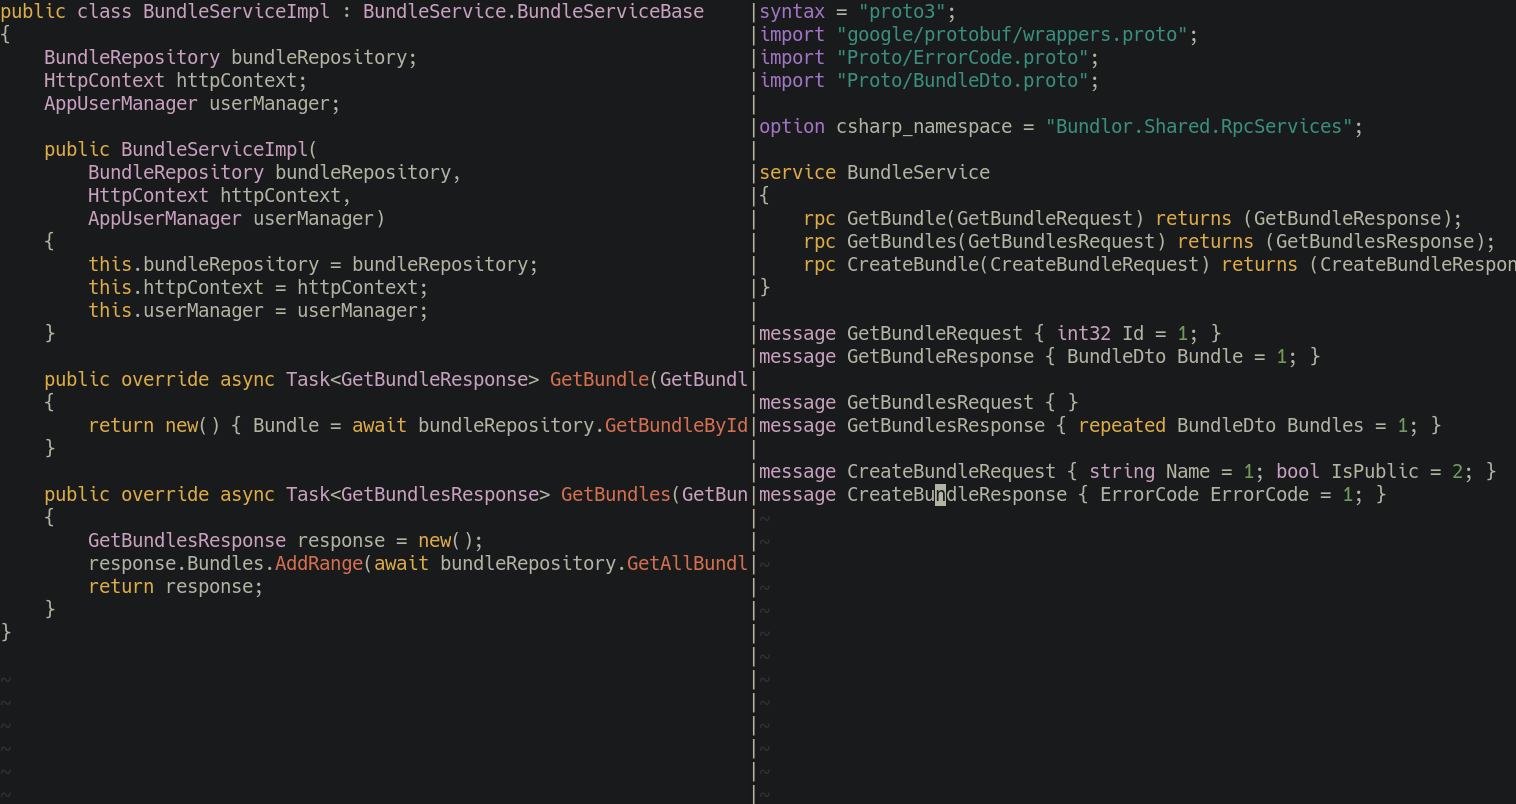 public class BundleServiceImpl : BundleService.BundleServiceBase
{
    BundleRepository bundleRepository;
    HttpContext httpContext;
    AppUserManager userManager;

    public BundleServiceImpl(
        BundleRepository bundleRepository,
        HttpContext httpContext,
        AppUserManager userManager)
    {
        this.bundleRepository = bundleRepository;
        this.httpContext = httpContext;
        this.userManager = userManager;
    }

    public override async Task<GetBundleResponse> GetBundle(GetBundl
    {
        return new() { Bundle = await bundleRepository.GetBundleById
    }

    public override async Task<GetBundlesResponse> GetBundles(GetBun
    {
        GetBundlesResponse response = new();
        response.Bundles.AddRange(await bundleRepository.GetAllBundl
        return response;
    }
}
~
~
~
~
~
~
syntax = "proto3";
import "google/protobuf/wrappers.proto";
import "Proto/ErrorCode.proto";
import "Proto/BundleDto.proto";

option csharp_namespace = "Bundlor.Shared.RpcServices";

service BundleService
{
    rpc GetBundle(GetBundleRequest) returns (GetBundleResponse);
    rpc GetBundles(GetBundlesRequest) returns (GetBundlesResponse);
    rpc CreateBundle(CreateBundleRequest) returns (CreateBundleRespon
}

message GetBundleRequest { int32 Id = 1; }
message GetBundleResponse { BundleDto Bundle = 1; }

message GetBundlesRequest { }
message GetBundlesResponse { repeated BundleDto Bundles = 1; }

message CreateBundleRequest { string Name = 1; bool IsPublic = 2; }
message CreateBundleResponse { ErrorCode ErrorCode = 1; }
~
~
~
~
~
~
~
~
~
~
~
~
~